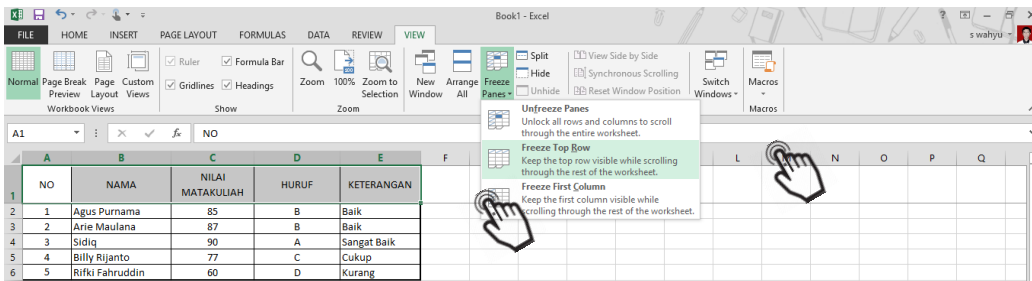 Book1 - Excel
?
FILE HOME INSERT PAGE LAYOUT FORMULAS DATA REVIEW VIEW
s wahyu
Normal
Page Break Preview
Page Layout
Custom Views
Workbook Views
Ruler
Formula Bar
Gridlines
Headings
Show
Zoom
100%
Zoom to Selection
Zoom
New Window
Arrange All
Freeze Panes
Split
Hide
Unhide
View Side by Side
Synchronous Scrolling
Reset Window Position
Switch Windows
Macros
Macros
Unfreeze Panes
Unlock all rows and columns to scroll
through the entire worksheet.
Freeze Top Row
Keep the top row visible while scrolling
through the rest of the worksheet.
Freeze First Column
Keep the first column visible while
scrolling through the rest of the worksheet.
A1 fx NO
A B C D E F L N O P Q
1 NO NAMA NILAI MATAKULIAH HURUF KETERANGAN
2 1 Agus Purnama 85 B Baik
3 2 Arie Maulana 87 B Baik
4 3 Sidiq 90 A Sangat Baik
5 4 Billy Rijanto 77 C Cukup
6 5 Rifki Fahruddin 60 D Kurang